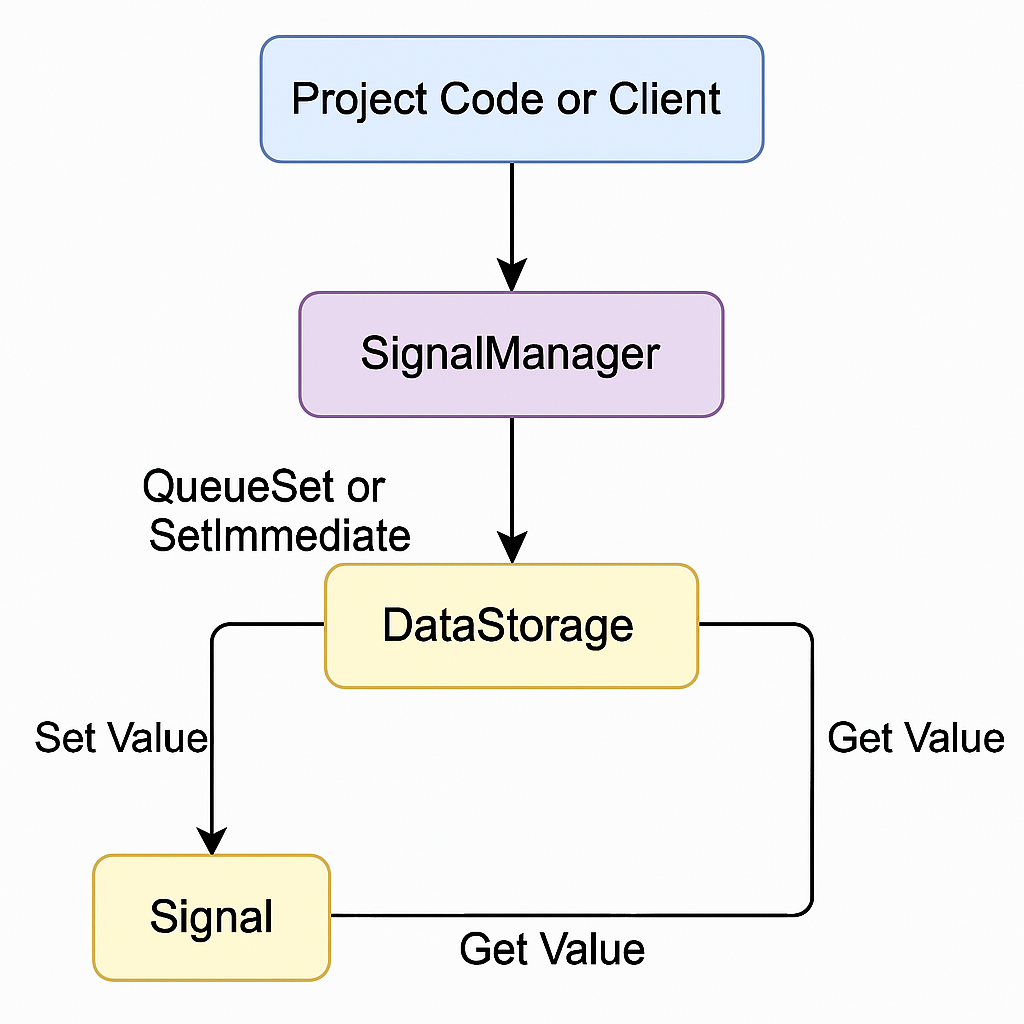 Project Code or Client
SignalManager
QueueSet or
SetImmediate
DataStorage
Set Value
Get Value
Signal
Get Value